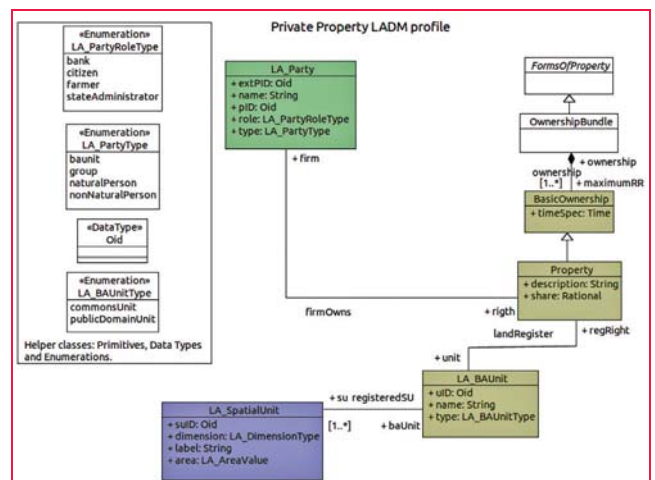 Private Property LADM profile
«Enumeration»
LA_PartyRoleType
bank
citizen
farmer
stateAdministrator
«Enumeration»
LA_PartyType
baunit
group
naturalPerson
nonNaturalPerson
«DataType»
Oid
«Enumeration»
LA_BAUnitType
commonsUnit
publicDomainUnit
Helper classes: Primitives, Data Types
and Enumerations.
LA_Party
+ extPID: Oid
+ name: String
+ pID: Oid
+ role: LA_PartyRoleType
+ type: LA_PartyType
+ firm
firmOwns
FormsOfProperty
OwnershipBundle
ownership
+ ownership
[1..*]
+ maximumRR
BasicOwnership
+ timeSpec: Time
Property
+ description: String
+ share: Rational
+ rigth
landRegister
+ regRight
+ unit
LA_BAUnit
+ uID: Oid
+ name: String
+ type: LA_BAUnitType
+ su registeredSU
[1..*]
+ baUnit
LA_SpatialUnit
+ suID: Oid
+ dimension: LA_DimensionType
+ label: String
+ area: LA_AreaValue